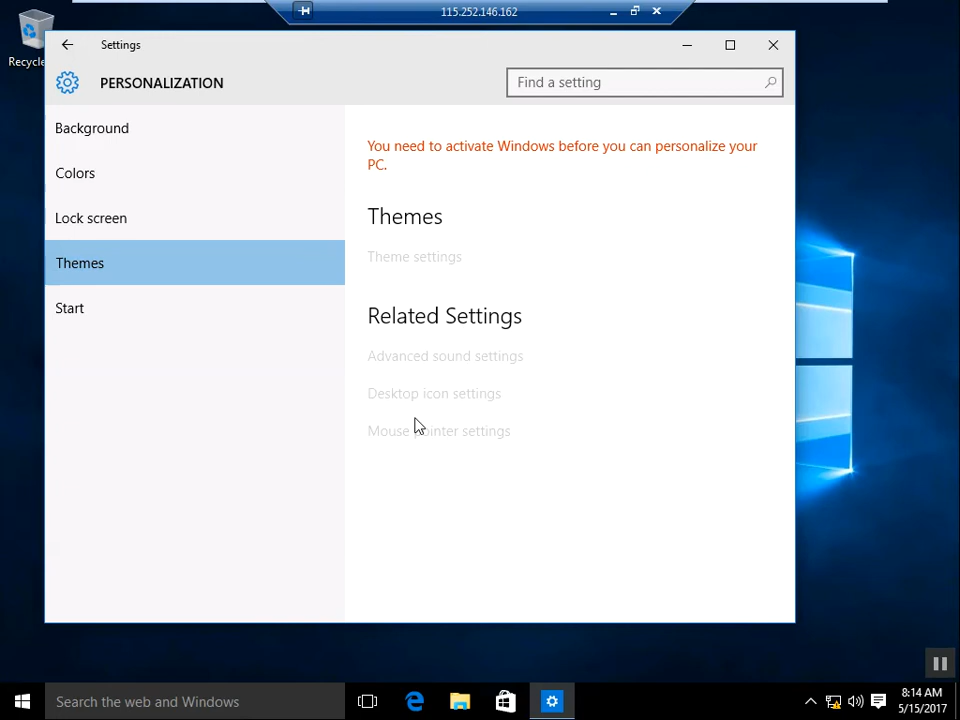 115.252.146.162
Settings
PERSONALIZATION
Find a setting
Background
Colors
Lock screen
Themes
Start
You need to activate Windows before you can personalize your
PC.
Themes
Theme settings
Related Settings
Advanced sound settings
Desktop icon settings
Mouse pointer settings
Search the web and Windows
8:14 AM
5/15/2017